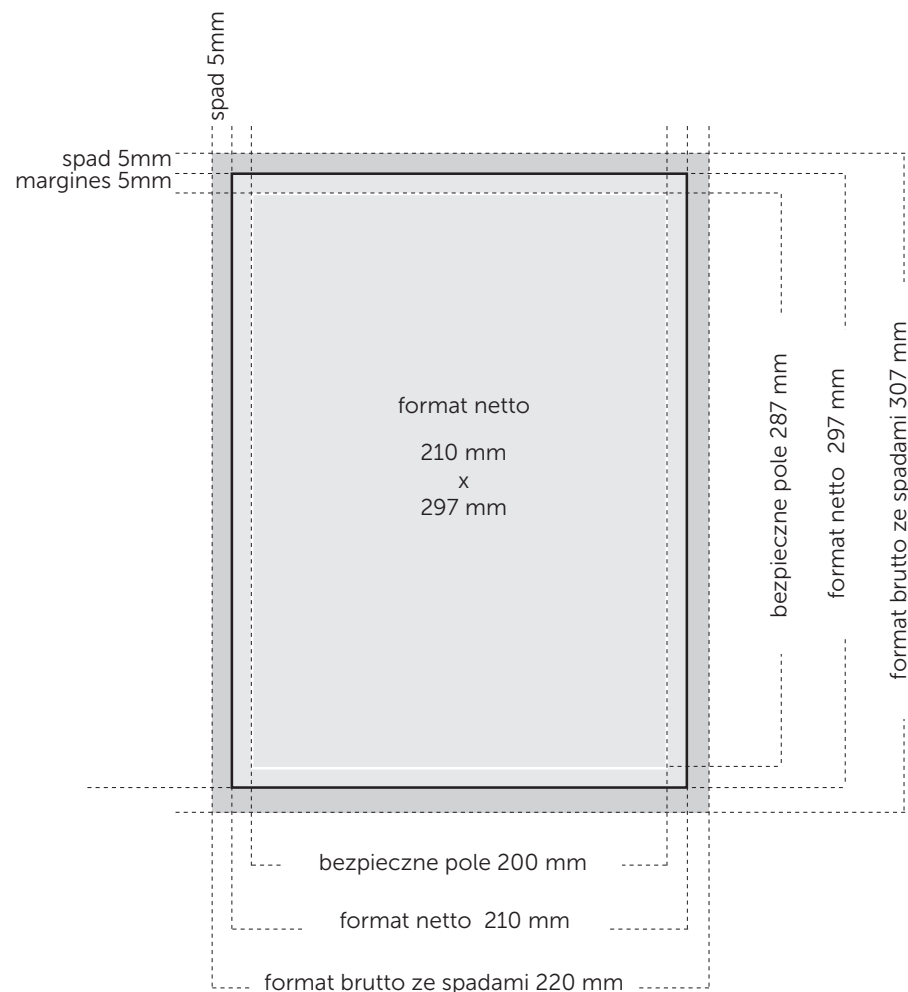 spad 5mm
spad 5mm
margines 5mm
format netto
210 mm
x
297 mm
bezpieczne pole 287 mm
format netto 297 mm
format brutto ze spadami 307 mm
bezpieczne pole 200 mm
format netto 210 mm
format brutto ze spadami 220 mm